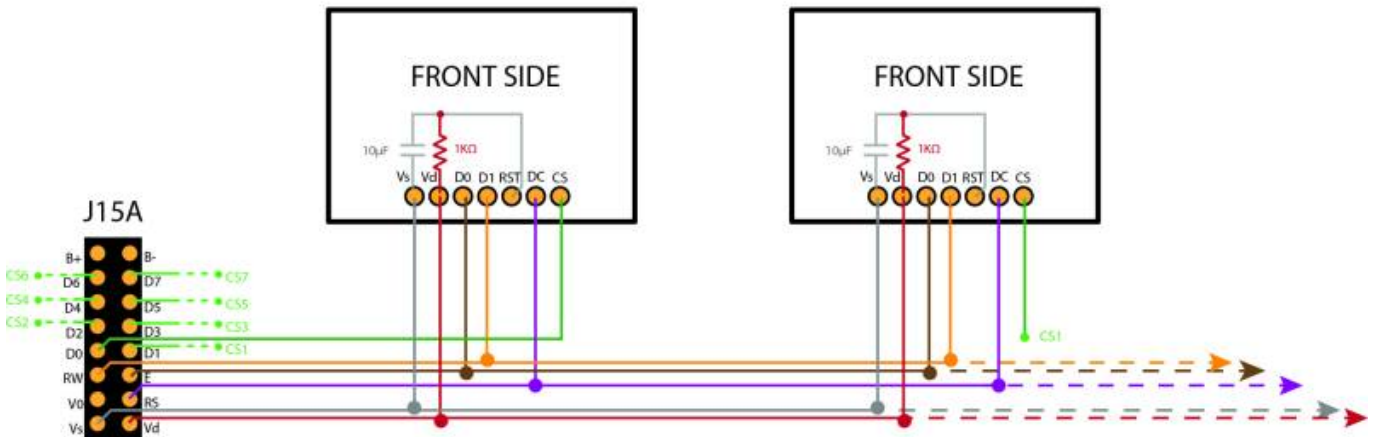 FRONT SIDE
FRONT SIDE
10µF
1KΩ
10µF
1KΩ
Vs Vd D0 D1 RST DC CS
Vs Vd D0 D1 RST DC CS
J15A
B+ B-
CS6 D6 D7 CS7
CS4 D4 D5 CS5
CS2 D2 D3 CS3
D0 D1 CS1
CS1
RW E
V0 RS
Vs Vd